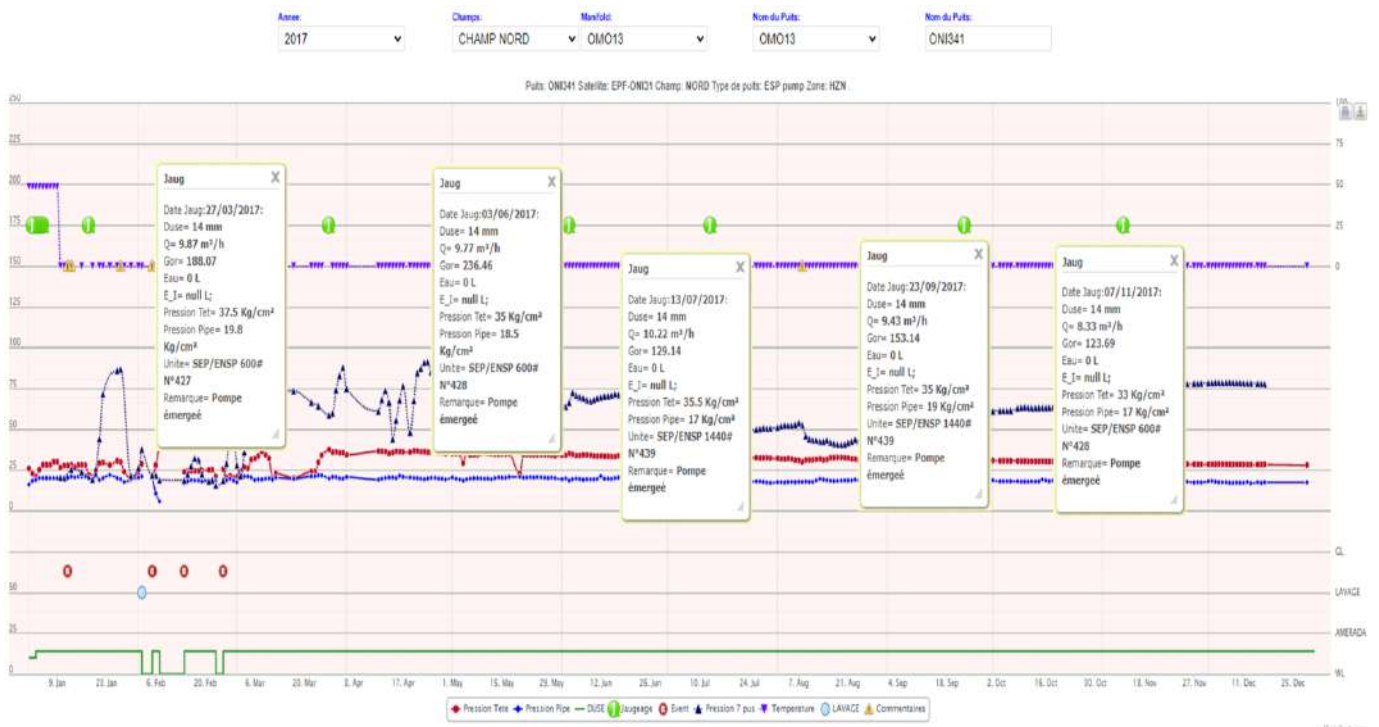 Annee:
Champs:
Manifold:
Nom du Puits:
Nom du Puits:
2017
CHAMP NORD
OMO13
OMO13
ONI341
Puits: ONI341 Satellite: EPF-ONI31 Champ: NORD Type de puits: ESP pump Zone: HZN .
250
225
200
175
150
125
100
75
50
25
0
50
25
0
100
75
50
25
0
GL
LAVAGE
AMERADA
WL
Jaug X
Date Jaug:27/03/2017:
Duse= 14 mm
Q= 9.87 m³/h
Gor= 188.07
Eau= 0 L
E_I= null L;
Pression Tet= 37.5 Kg/cm²
Pression Pipe= 19.8
Kg/cm²
Unite= SEP/ENSP 600#
N°427
Remarque= Pompe
émergeé
Jaug X
Date Jaug:03/06/2017:
Duse= 14 mm
Q= 9.77 m³/h
Gor= 236.46
Eau= 0 L
E_I= null L;
Pression Tet= 35 Kg/cm²
Pression Pipe= 18.5
Kg/cm²
Unite= SEP/ENSP 600#
N°428
Remarque= Pompe
émergeé
Jaug X
Date Jaug:13/07/2017:
Duse= 14 mm
Q= 10.22 m³/h
Gor= 129.14
Eau= 0 L
E_I= null L;
Pression Tet= 35.5 Kg/cm²
Pression Pipe= 17 Kg/cm²
Unite= SEP/ENSP 1440#
N°439
Remarque= Pompe
émergeé
Jaug X
Date Jaug:23/09/2017:
Duse= 14 mm
Q= 9.43 m³/h
Gor= 153.14
Eau= 0 L
E_I= null L;
Pression Tet= 35 Kg/cm²
Pression Pipe= 19 Kg/cm²
Unite= SEP/ENSP 1440#
N°439
Remarque= Pompe
émergeé
Jaug X
Date Jaug:07/11/2017:
Duse= 14 mm
Q= 8.33 m³/h
Gor= 123.69
Eau= 0 L
E_I= null L;
Pression Tet= 33 Kg/cm²
Pression Pipe= 17 Kg/cm²
Unite= SEP/ENSP 600#
N°428
Remarque= Pompe
émergeé
9. Jan 23. Jan 6. Feb 20. Feb 6. Mar 20. Mar 3. Apr 17. Apr 1. May 15. May 29. May 12. Jun 26. Jun 10. Jul 24. Jul 7. Aug 21. Aug 4. Sep 18. Sep 2. Oct 16. Oct 30. Oct 13. Nov 27. Nov 11. Dec 25. Dec
Pression Tete Pression Pipe DUSE Jaugeage Event Pression 7 pus Temperature LAVAGE Commentaires